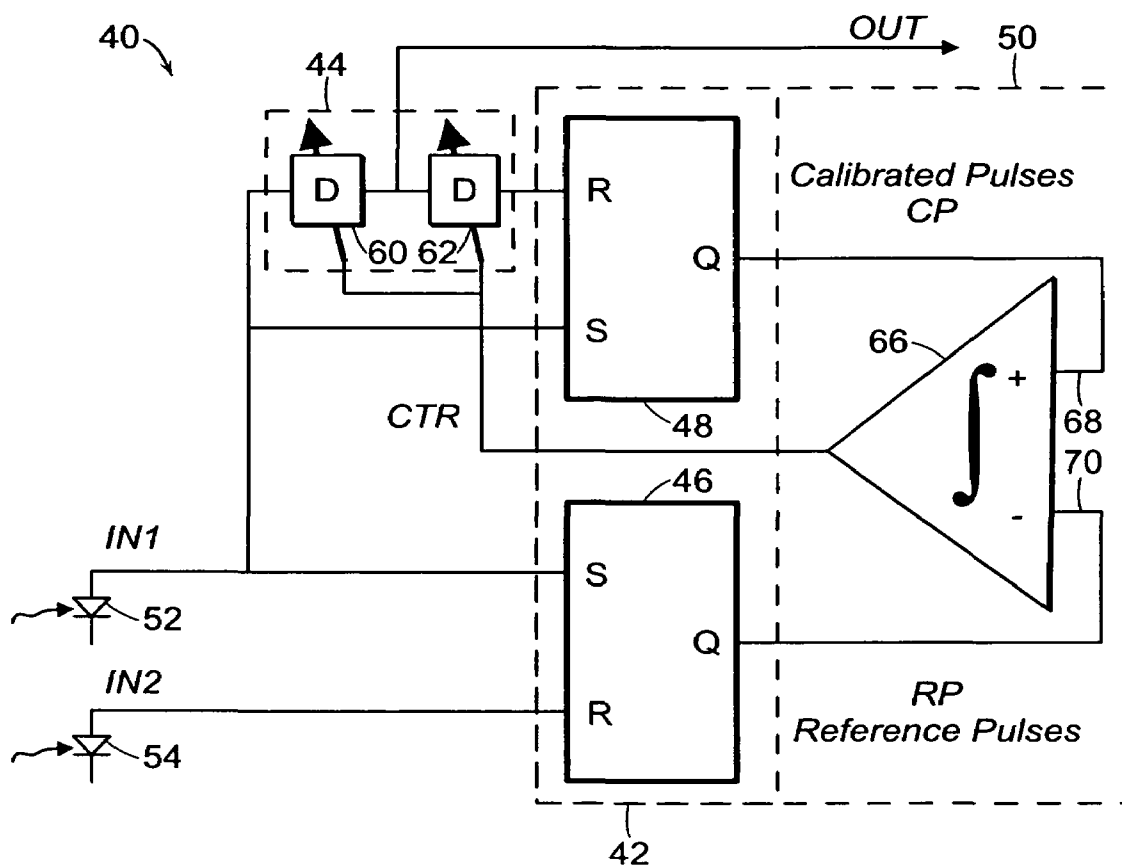 40
44
OUT
50
D
D
60
62
R
S
Q
48
Calibrated Pulses
CP
66
∫
+
-
68
70
CTR
46
IN1
52
S
R
Q
IN2
54
RP
Reference Pulses
42